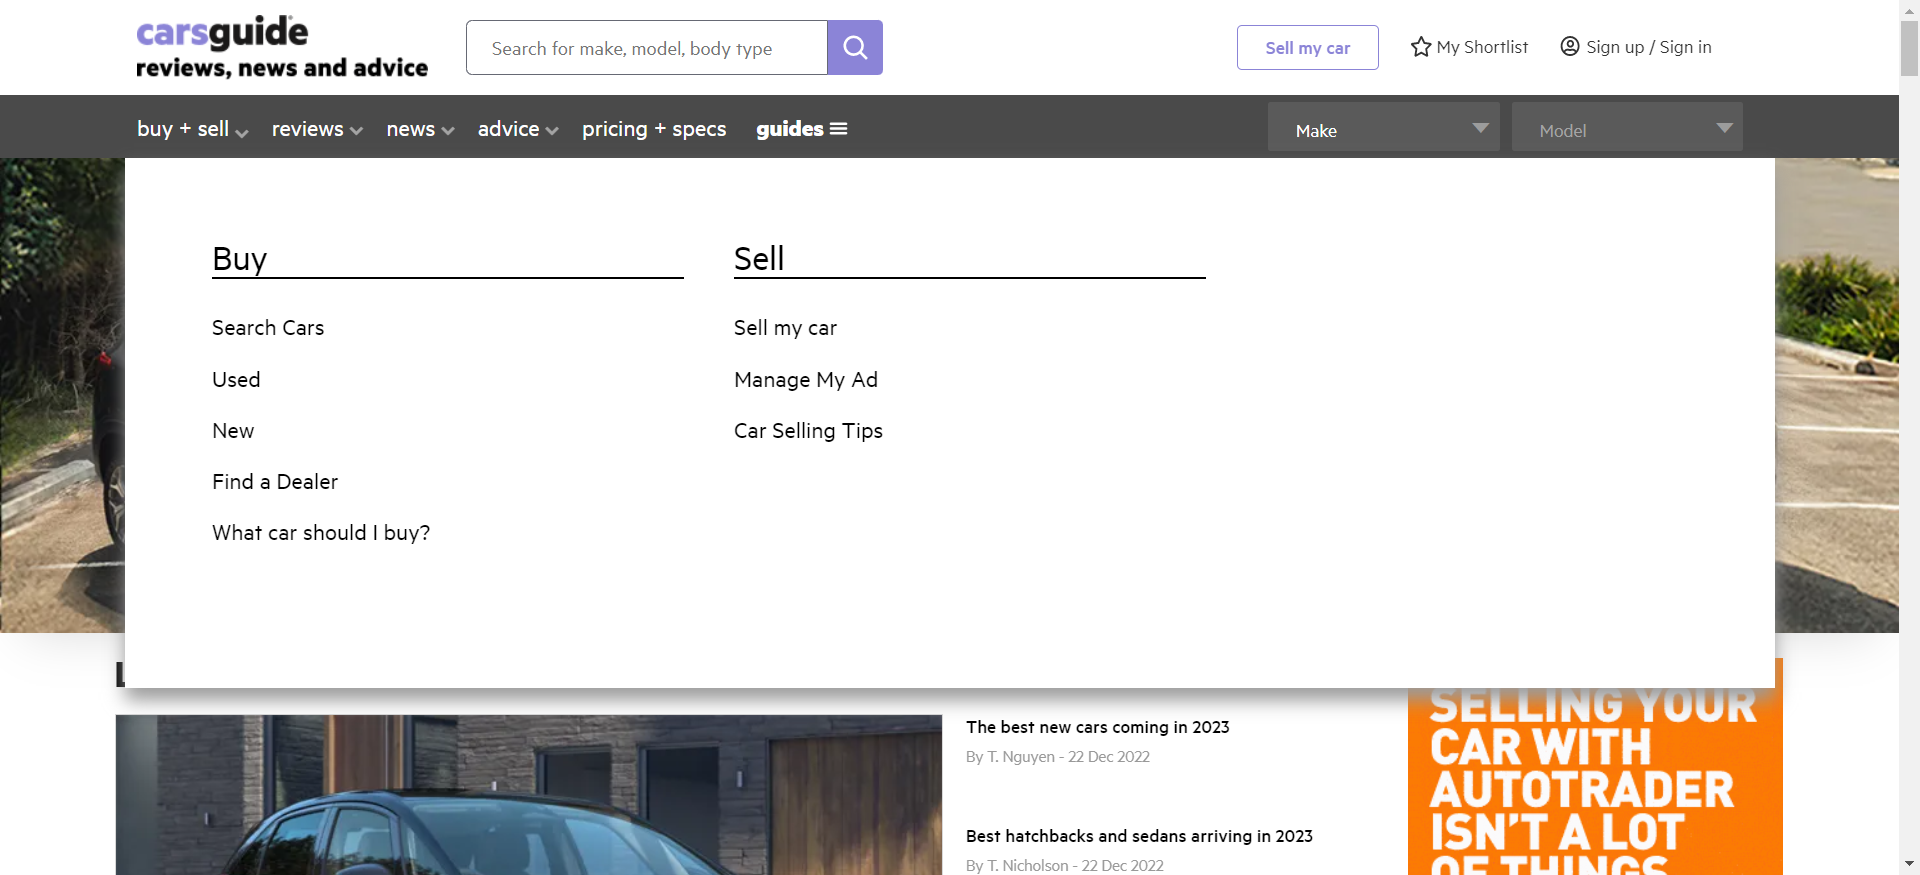 carsguide
reviews, news and advice
Search for make, model, body type
Sell my car
My Shortlist
Sign up / Sign in
buy + sell
reviews
news
advice
pricing + specs
guides
Make
Model
Buy
Search Cars
Used
New
Find a Dealer
What car should I buy?
Sell
Sell my car
Manage My Ad
Car Selling Tips
The best new cars coming in 2023
By T. Nguyen - 22 Dec 2022
Best hatchbacks and sedans arriving in 2023
By T. Nicholson - 22 Dec 2022
SELLING YOUR
CAR WITH
AUTOTRADER
ISN'T A LOT
OF THINGS